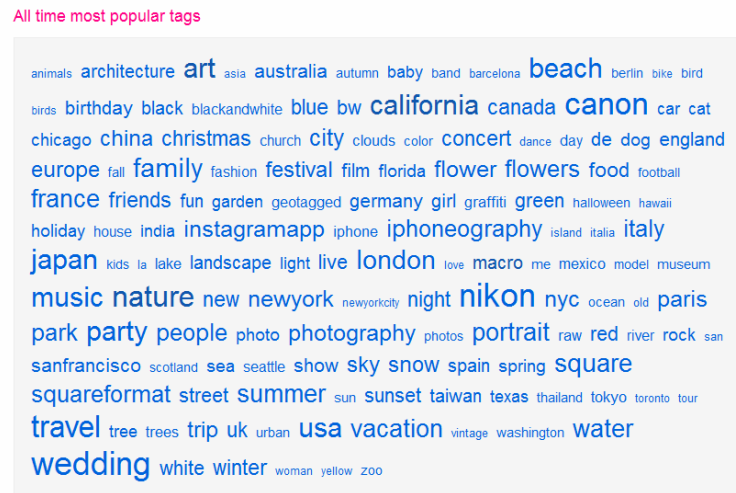 All time most popular tags
animals architecture art asia australia autumn baby band barcelona beach berlin bike bird
birds birthday black blackandwhite blue bw california canada canon car cat
chicago china christmas church city clouds color concert dance day de dog england
europe fall family fashion festival film florida flower flowers food football
france friends fun garden geotagged germany girl graffiti green halloween hawaii
holiday house india instagramapp iphone iphoneography island italia italy
japan kids la lake landscape light live london love macro me mexico model museum
music nature new newyork newyorkcity night nikon nyc ocean old paris
park party people photo photography photos portrait raw red river rock san
sanfrancisco scotland sea seattle show sky snow spain spring square
squareformat street summer sun sunset taiwan texas thailand tokyo toronto tour
travel tree trees trip uk urban usa vacation vintage washington water
wedding white winter woman yellow zoo